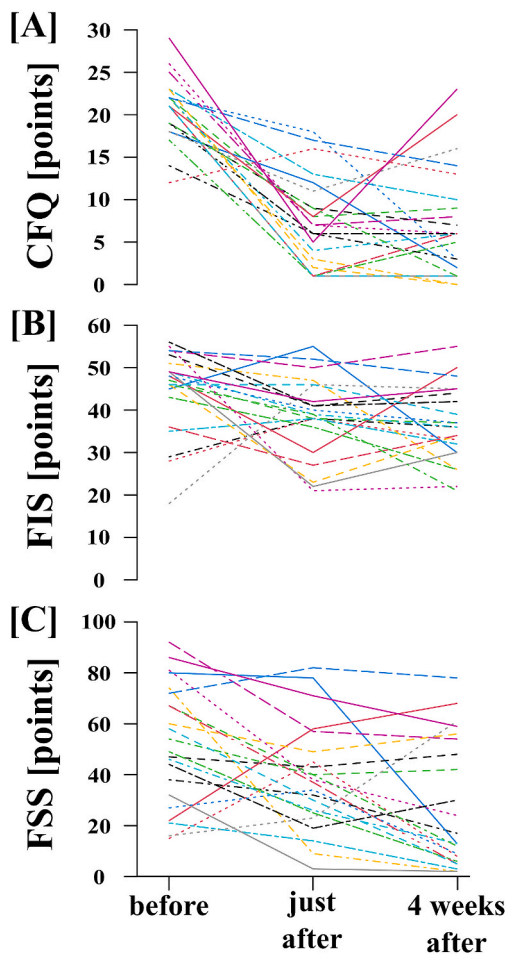 [A]
CFQ [points]
30
25
20
15
10
5
0
[B]
FIS [points]
60
50
40
30
20
10
0
[C]
FSS [points]
100
80
60
40
20
0
before
just
after
4 weeks
after